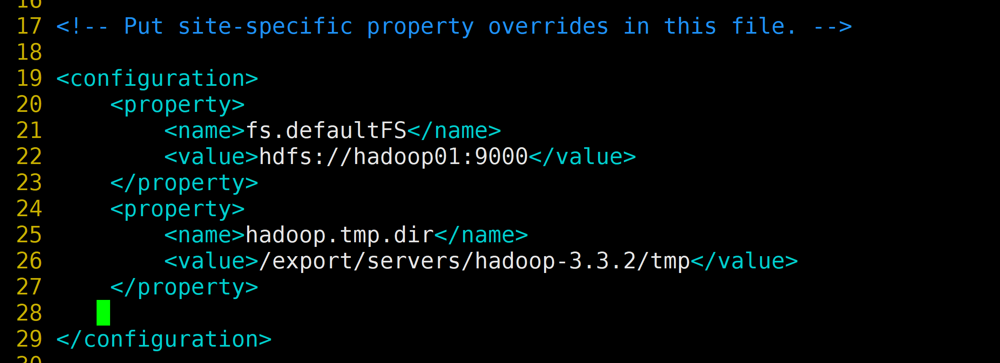 16
17 <!-- Put site-specific property overrides in this file. -->
18
19 <configuration>
20     <property>
21         <name>fs.defaultFS</name>
22         <value>hdfs://hadoop01:9000</value>
23     </property>
24     <property>
25         <name>hadoop.tmp.dir</name>
26         <value>/export/servers/hadoop-3.3.2/tmp</value>
27     </property>
28
29 </configuration>
30